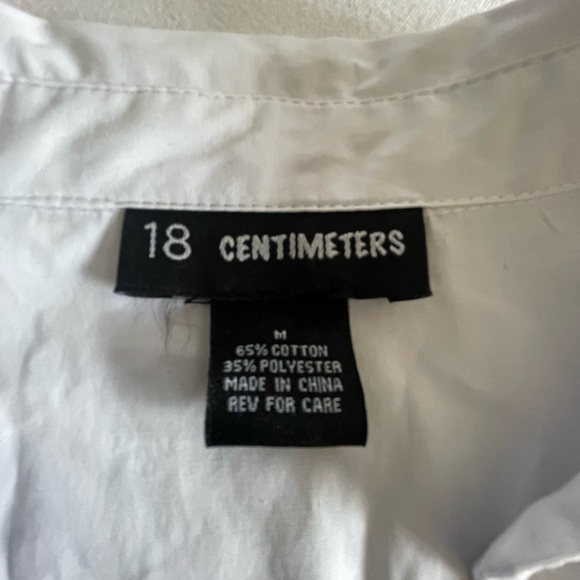 18 CENTIMETERS
M
65% COTTON
35% POLYESTER
MADE IN CHINA
REV FOR CARE